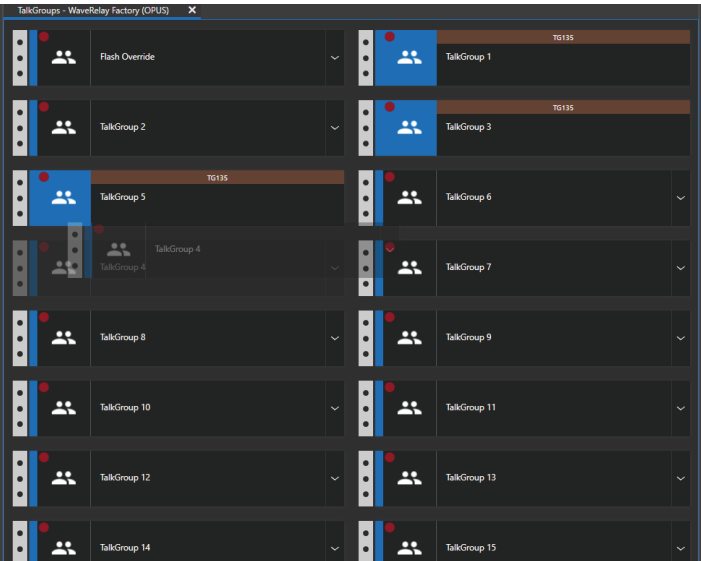 TalkGroups - WaveRelay Factory (OPUS)
Flash Override
TG135
TalkGroup 1
TalkGroup 2
TG135
TalkGroup 3
TG135
TalkGroup 5
TalkGroup 6
TalkGroup 4
TalkGroup 4
TalkGroup 7
TalkGroup 8
TalkGroup 9
TalkGroup 10
TalkGroup 11
TalkGroup 12
TalkGroup 13
TalkGroup 14
TalkGroup 15